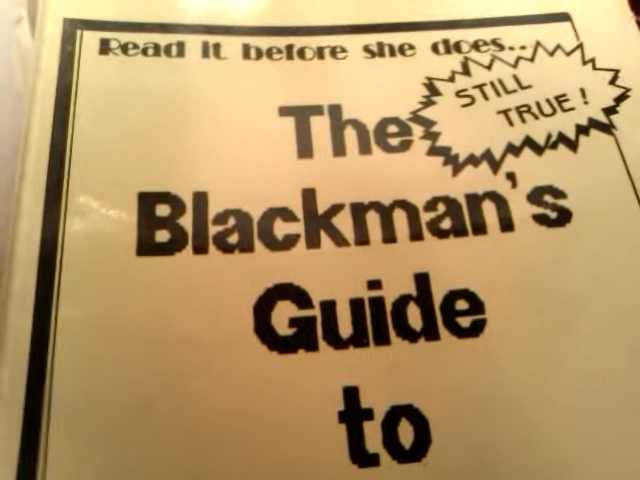 Read it before she does...
STILL
TRUE!
The
Blackman's
Guide
to